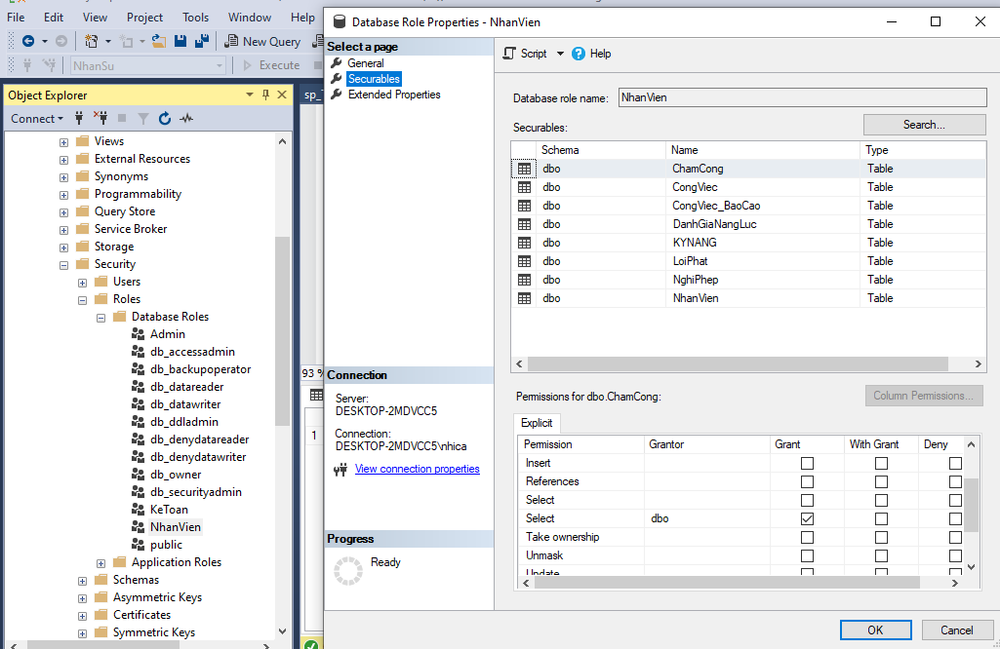 File Edit View Project Tools Window Help
New Query
NhanSu Execute
Object Explorer
Connect
Views
External Resources
Synonyms
Programmability
Query Store
Service Broker
Storage
Security
Users
Roles
Database Roles
Admin
db_accessadmin
db_backupoperator
db_datareader
db_datawriter
db_ddladmin
db_denydatareader
db_denydatawriter
db_owner
db_securityadmin
KeToan
NhanVien
public
Application Roles
Schemas
Asymmetric Keys
Certificates
Symmetric Keys
93 %
1
Database Role Properties - NhanVien
Select a page
General
Securables
Extended Properties
Connection
Server:
DESKTOP-2MDVCC5
Connection:
DESKTOP-2MDVCC5\nhica
View connection properties
Progress
Ready
Script Help
Database role name: NhanVien
Securables: Search...
Schema Name Type
dbo ChamCong Table
dbo CongViec Table
dbo CongViec_BaoCao Table
dbo DanhGiaNangLuc Table
dbo KYNANG Table
dbo LoiPhat Table
dbo NghiPhep Table
dbo NhanVien Table
Permissions for dbo.ChamCong: Column Permissions...
Explicit
Permission Grantor Grant With Grant Deny
Insert
References
Select
Select dbo
Take ownership
Unmask
Update
OK Cancel